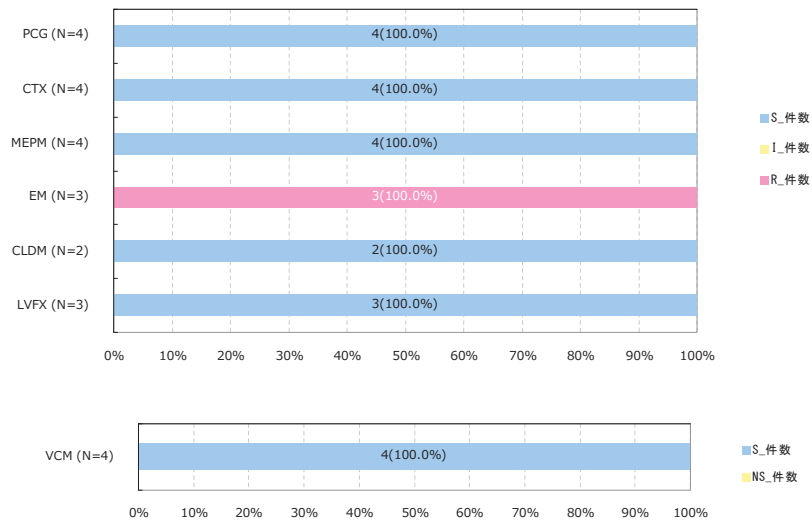 PCG (N=4)
4(100.0%)
CTX (N=4)
4(100.0%)
MEPM (N=4)
4(100.0%)
EM (N=3)
3(100.0%)
CLDM (N=2)
2(100.0%)
LVFX (N=3)
3(100.0%)
0% 10% 20% 30% 40% 50% 60% 70% 80% 90% 100%
S_件数
I_件数
R_件数
VCM (N=4)
4(100.0%)
0% 10% 20% 30% 40% 50% 60% 70% 80% 90% 100%
S_件数
NS_件数